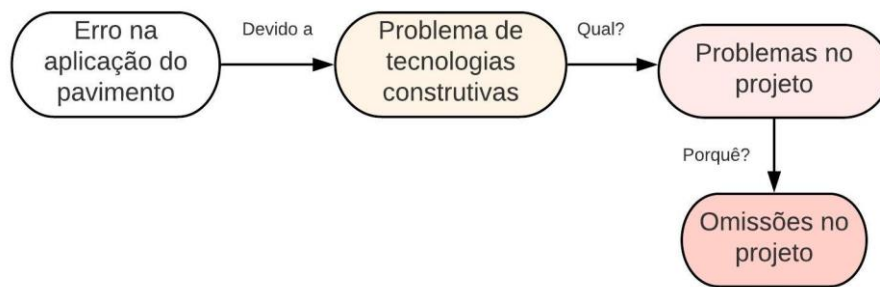 Erro na
aplicação do
pavimento
Devido a
Problema de
tecnologias
construtivas
Qual?
Problemas no
projeto
Porquê?
Omissões no
projeto